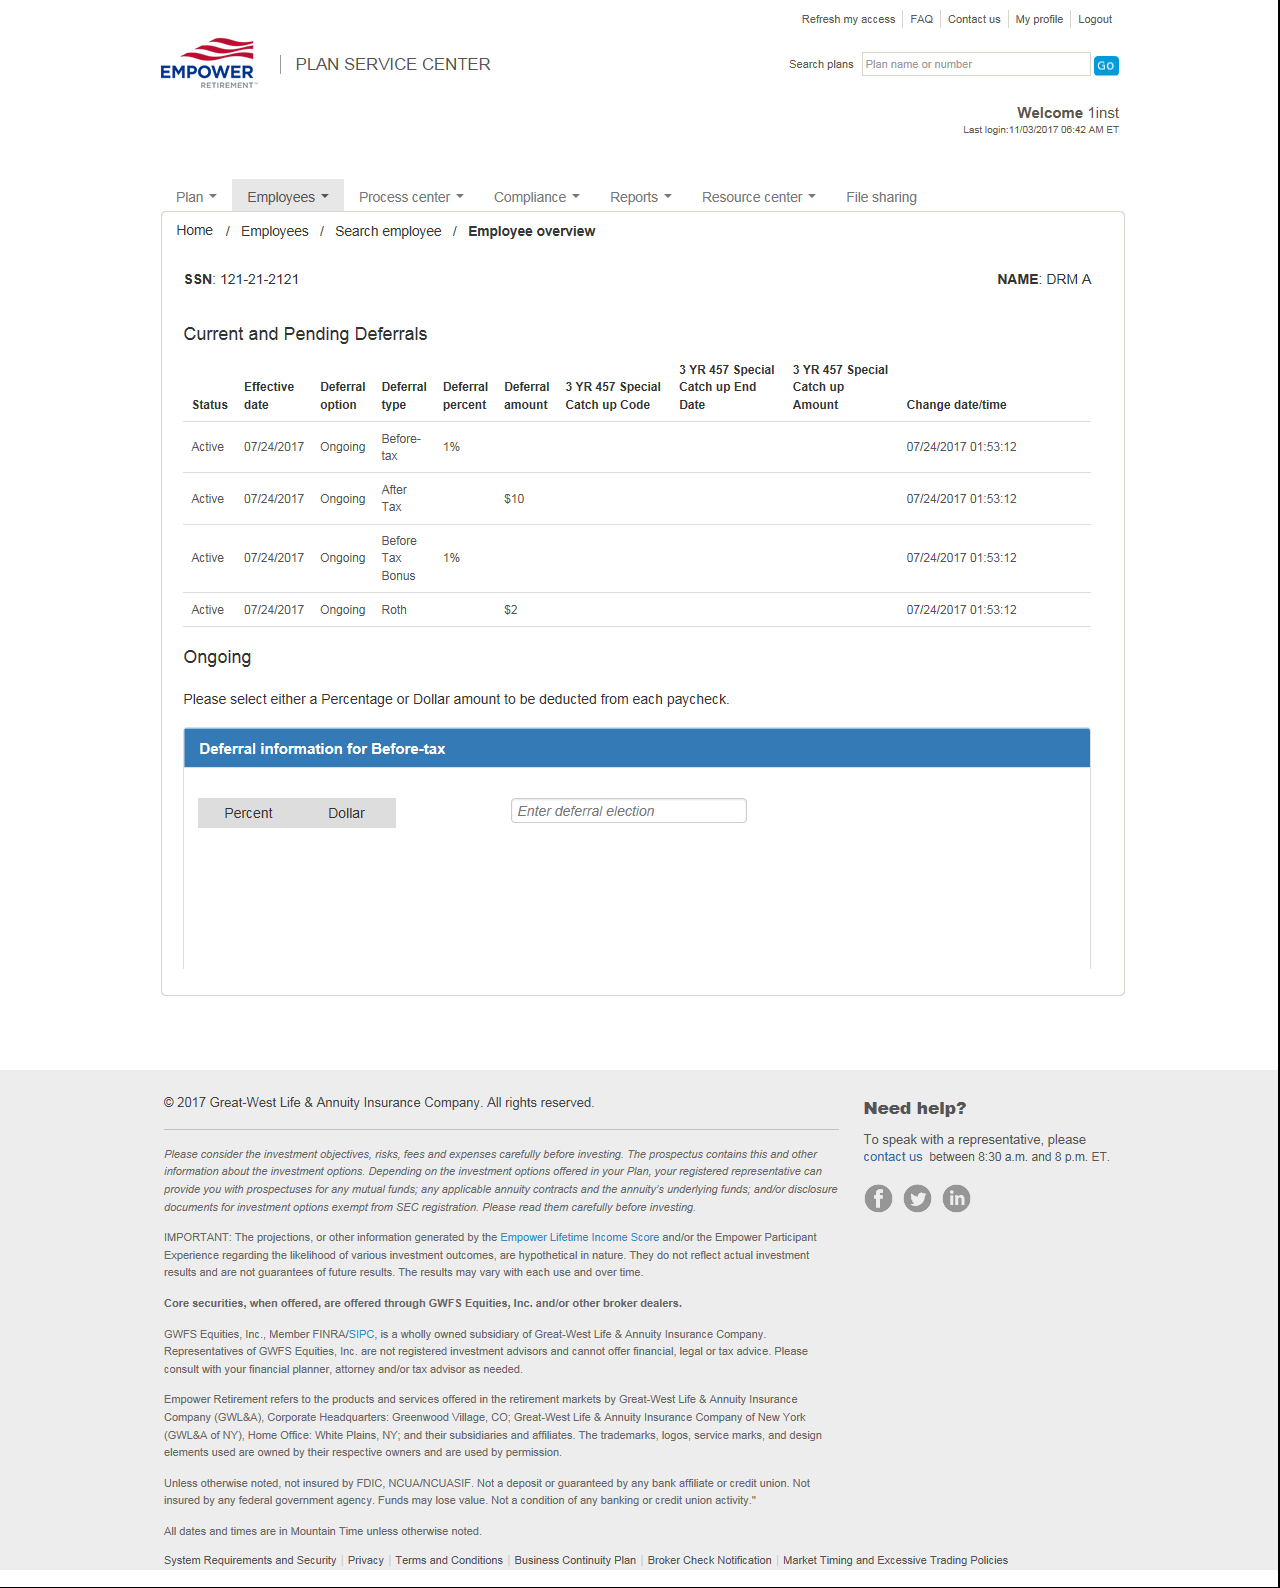 Refresh my access FAQ Contact us My profile Logout
EMPOWER
RETIREMENT™
PLAN SERVICE CENTER
Search plans Plan name or number Go
Welcome 1inst
Last login:11/03/2017 06:42 AM ET
Plan Employees Process center Compliance Reports Resource center File sharing
Home / Employees / Search employee / Employee overview
SSN: 121-21-2121 NAME: DRM A
Current and Pending Deferrals
Status Effective date Deferral option Deferral type Deferral percent Deferral amount 3 YR 457 Special Catch up Code 3 YR 457 Special Catch up End Date 3 YR 457 Special Catch up Amount Change date/time
Active 07/24/2017 Ongoing Before-tax 1% 07/24/2017 01:53:12
Active 07/24/2017 Ongoing After Tax $10 07/24/2017 01:53:12
Active 07/24/2017 Ongoing Before Tax Bonus 1% 07/24/2017 01:53:12
Active 07/24/2017 Ongoing Roth $2 07/24/2017 01:53:12
Ongoing
Please select either a Percentage or Dollar amount to be deducted from each paycheck.
Deferral information for Before-tax
Percent Dollar Enter deferral election
© 2017 Great-West Life & Annuity Insurance Company. All rights reserved.
Please consider the investment objectives, risks, fees and expenses carefully before investing. The prospectus contains this and other
information about the investment options. Depending on the investment options offered in your Plan, your registered representative can
provide you with prospectuses for any mutual funds; any applicable annuity contracts and the annuity's underlying funds; and/or disclosure
documents for investment options exempt from SEC registration. Please read them carefully before investing.
IMPORTANT: The projections, or other information generated by the Empower Lifetime Income Score and/or the Empower Participant
Experience regarding the likelihood of various investment outcomes, are hypothetical in nature. They do not reflect actual investment
results and are not guarantees of future results. The results may vary with each use and over time.
Core securities, when offered, are offered through GWFS Equities, Inc. and/or other broker dealers.
GWFS Equities, Inc., Member FINRA/SIPC, is a wholly owned subsidiary of Great-West Life & Annuity Insurance Company.
Representatives of GWFS Equities, Inc. are not registered investment advisors and cannot offer financial, legal or tax advice. Please
consult with your financial planner, attorney and/or tax advisor as needed.
Empower Retirement refers to the products and services offered in the retirement markets by Great-West Life & Annuity Insurance
Company (GWL&A), Corporate Headquarters: Greenwood Village, CO; Great-West Life & Annuity Insurance Company of New York
(GWL&A of NY), Home Office: White Plains, NY; and their subsidiaries and affiliates. The trademarks, logos, service marks, and design
elements used are owned by their respective owners and are used by permission.
Unless otherwise noted, not insured by FDIC, NCUA/NCUASIF. Not a deposit or guaranteed by any bank affiliate or credit union. Not
insured by any federal government agency. Funds may lose value. Not a condition of any banking or credit union activity."
All dates and times are in Mountain Time unless otherwise noted.
System Requirements and Security | Privacy | Terms and Conditions | Business Continuity Plan | Broker Check Notification | Market Timing and Excessive Trading Policies
Need help?
To speak with a representative, please
contact us between 8:30 a.m. and 8 p.m. ET.